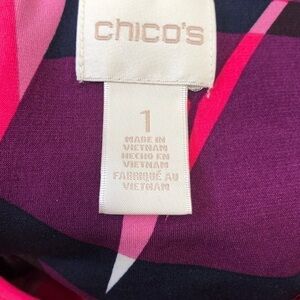 chico's
1
MADE IN
VIETNAM
HECHO EN
VIETNAM
FABRIQUÉ AU
VIETNAM